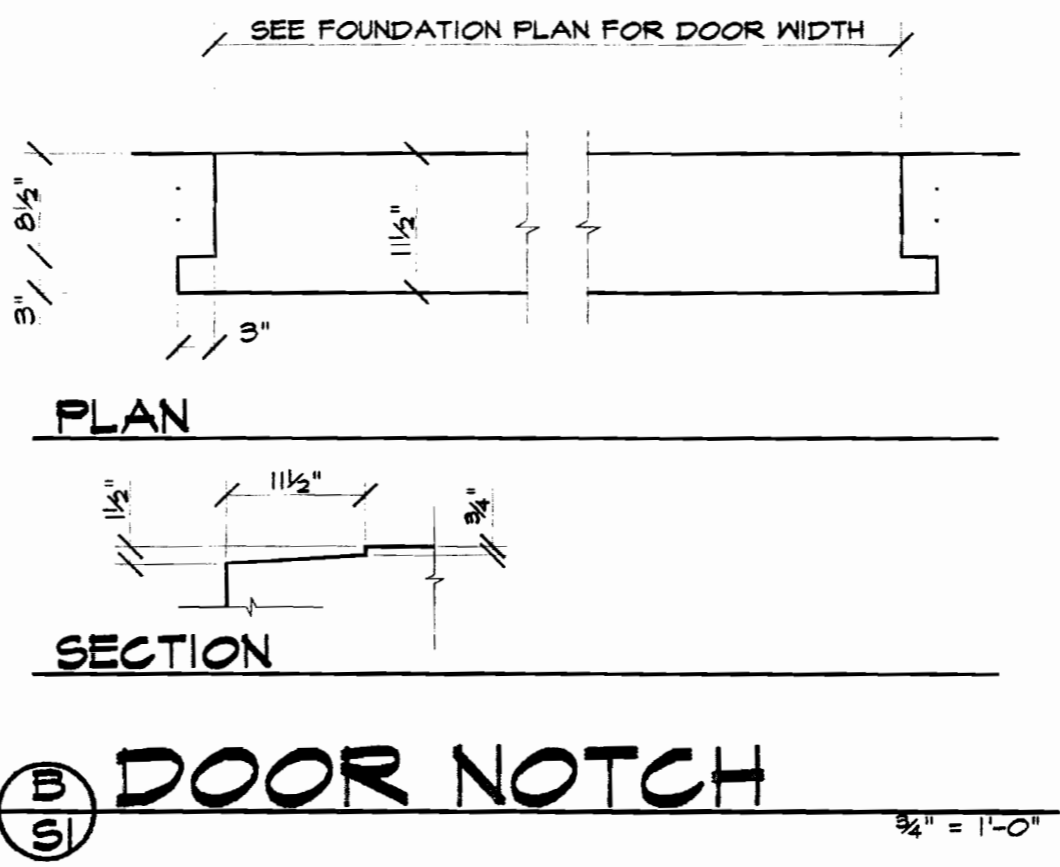 SEE FOUNDATION PLAN FOR DOOR WIDTH
8½"
11½"
3"
3"
PLAN
11½"
1½"
¾"
SECTION
B
S1
DOOR NOTCH
¾" = 1'-0"